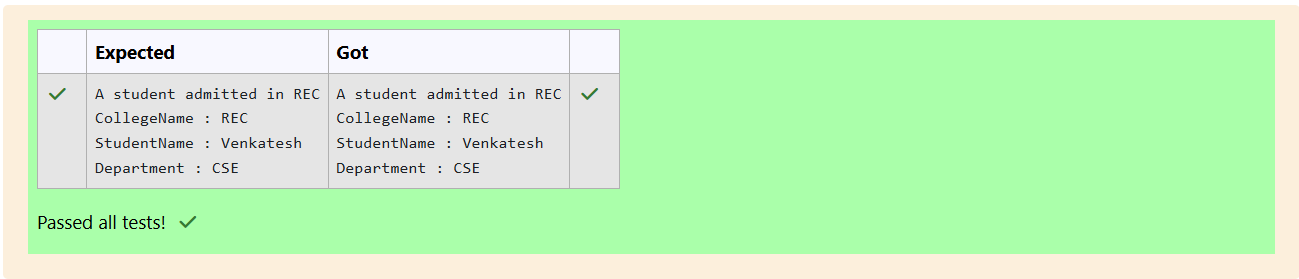 Expected Got
A student admitted in REC A student admitted in REC
CollegeName : REC CollegeName : REC
StudentName : Venkatesh StudentName : Venkatesh
Department : CSE Department : CSE
Passed all tests!